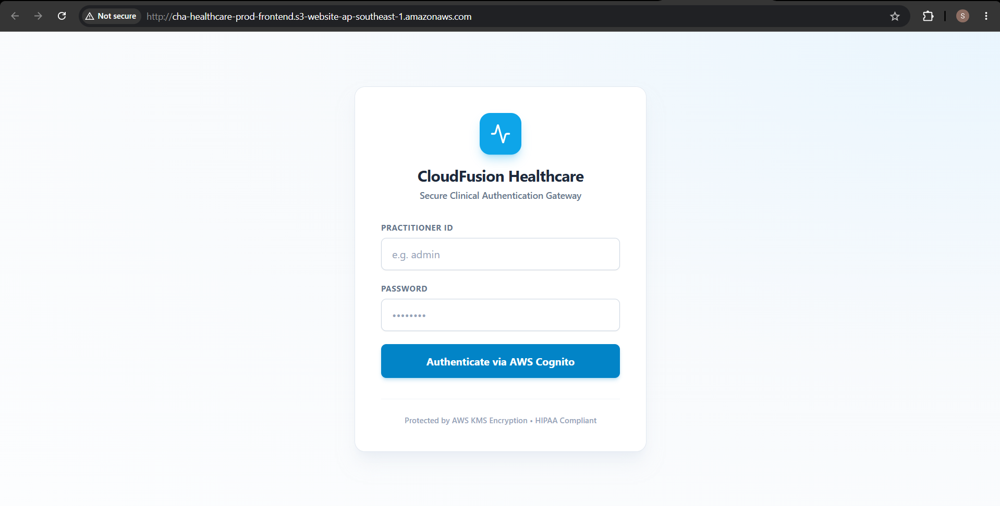 Not secure
http://cha-healthcare-prod-frontend.s3-website-ap-southeast-1.amazonaws.com
S
CloudFusion Healthcare
Secure Clinical Authentication Gateway
PRACTITIONER ID
e.g. admin
PASSWORD
••••••••
Authenticate via AWS Cognito
Protected by AWS KMS Encryption • HIPAA Compliant